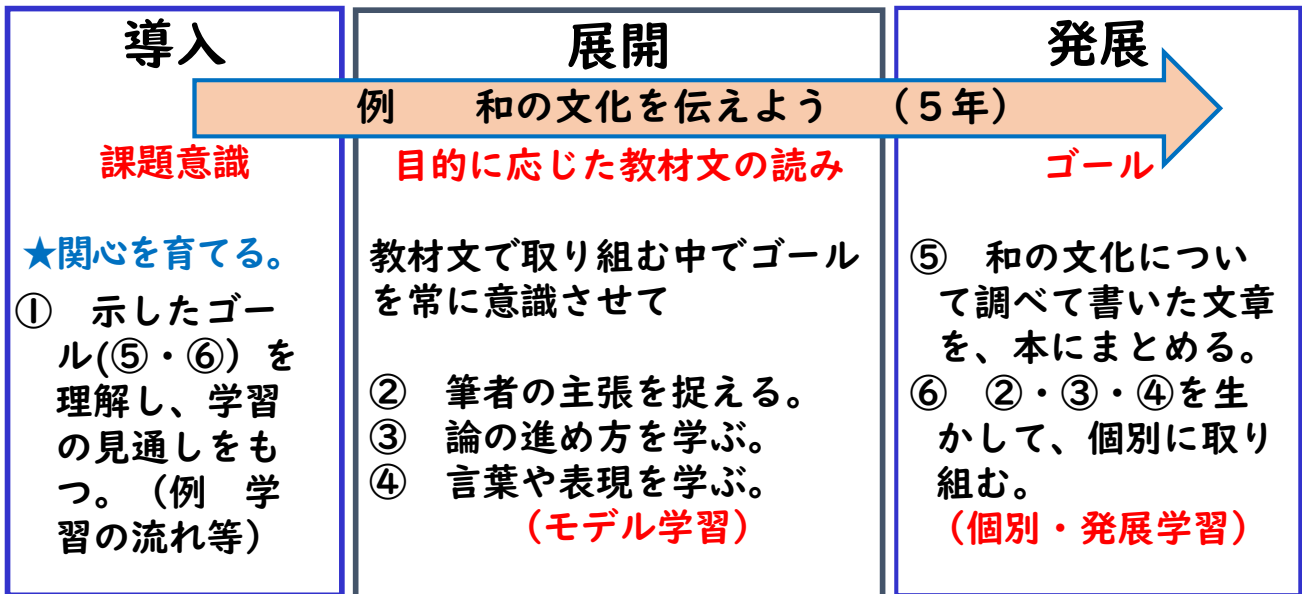 導入
展開
発展
例　和の文化を伝えよう　（５年）
課題意識
★関心を育てる。
①　示したゴー
ル(⑤・⑥）を
理解し、学習
の見通しをも
つ。（例　学
習の流れ等）
目的に応じた教材文の読み
教材文で取り組む中でゴール
を常に意識させて
②　筆者の主張を捉える。
③　論の進め方を学ぶ。
④　言葉や表現を学ぶ。
（モデル学習）
ゴール
⑤　和の文化につい
て調べて書いた文章
を、本にまとめる。
⑥　②・③・④を生
かして、個別に取り
組む。
（個別・発展学習）